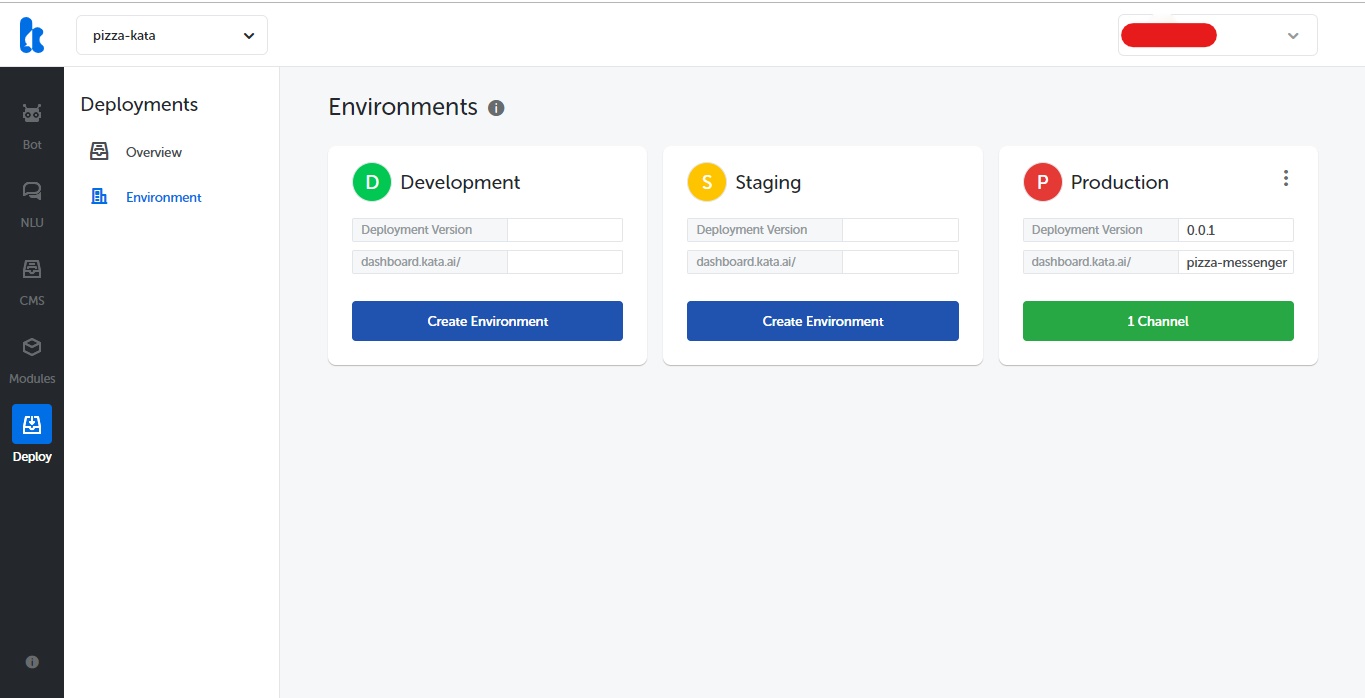 pizza-kata
Bot
NLU
CMS
Modules
Deploy
Deployments
Overview
Environment
Environments
D Development
Deployment Version
dashboard.kata.ai/
Create Environment
S Staging
Deployment Version
dashboard.kata.ai/
Create Environment
P Production
Deployment Version 0.0.1
dashboard.kata.ai/ pizza-messenger
1 Channel